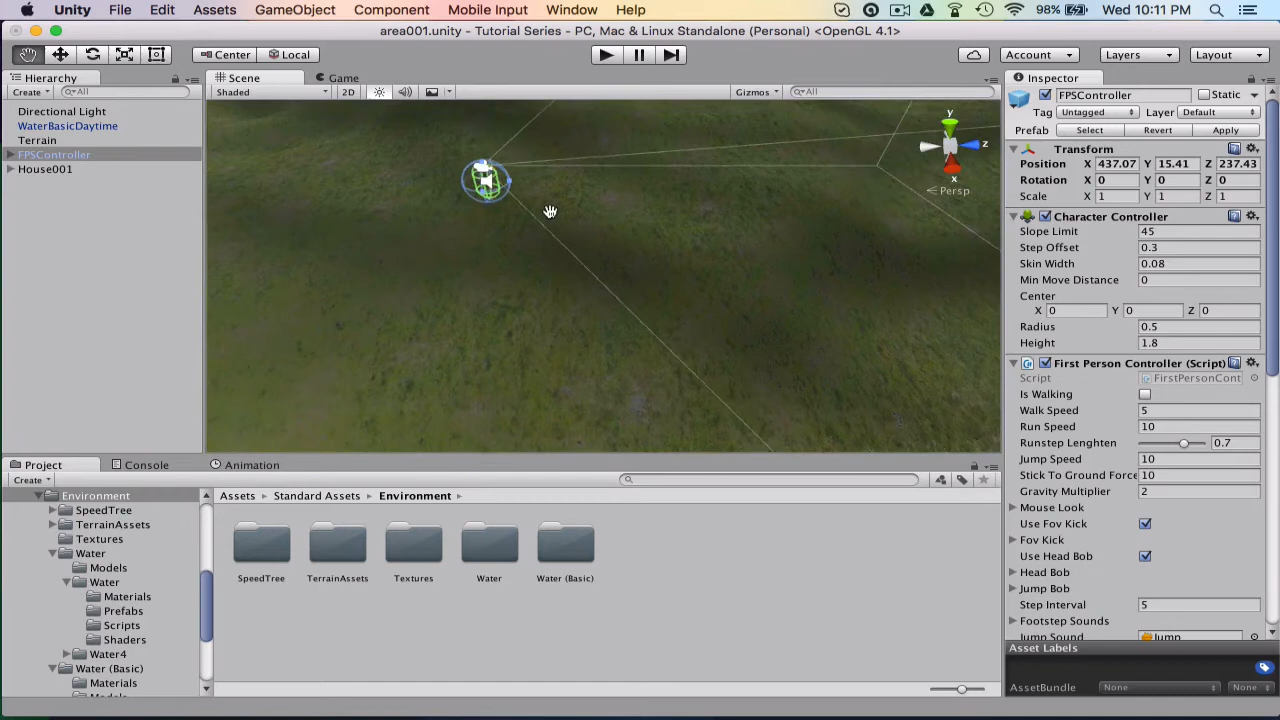 Unity File Edit Assets GameObject Component Mobile Input Window Help 98% Wed 10:11 PM
area001.unity - Tutorial Series - PC, Mac & Linux Standalone (Personal) <OpenGL 4.1>
Center Local Account Layers Layout
Hierarchy Scene Game Inspector
Create All Shaded 2D Gizmos All FPSController Static
Directional Light
Tag Untagged Layer Default
WaterBasicDaytime
Prefab Select Revert Apply
Terrain
Transform
FPSController
Position X 437.07 Y 15.41 Z 237.43
House001
Rotation X 0 Y 0 Z 0
Scale X 1 Y 1 Z 1
y
z
x
Persp
Character Controller
Slope Limit 45
Step Offset 0.3
Skin Width 0.08
Min Move Distance 0
Center
X 0 Y 0 Z 0
Radius 0.5
Height 1.8
First Person Controller (Script)
Script FirstPersonCont
Is Walking
Walk Speed 5
Run Speed 10
Runstep Lenghten 0.7
Jump Speed 10
Stick To Ground Force 10
Gravity Multiplier 2
Mouse Look
Use Fov Kick
Fov Kick
Use Head Bob
Head Bob
Jump Bob
Step Interval 5
Footstep Sounds
Jump Sound Jump
Asset Labels
AssetBundle None None
Project Console Animation
Create
Assets Standard Assets Environment
Environment
SpeedTree
TerrainAssets
Textures
Water
Models
Water
Materials
Prefabs
Scripts
Shaders
Water4
Water (Basic)
Materials
SpeedTree TerrainAssets Textures Water Water (Basic)